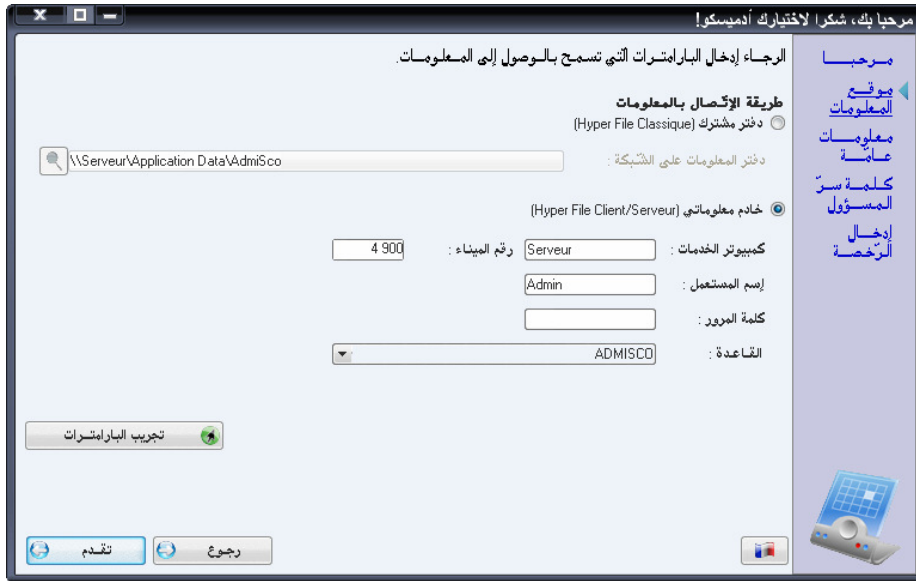 مرحبا بك، شكرا لاختيارك أدميسكو!
مرحبا
موقع
المعلومات
معلومات
عامّة
كلمة سرّ
المسؤول
إدخال
الرّخصة
الرجاء إدخال البارامترات الّتي تسمح بالوصول إلى المعلومات.
طريقة الإتّصال بالمعلومات
دفتر مشترك (Hyper File Classique)
دفتر المعلومات على الشّبكة : \\Serveur\Application Data\AdmiSco
خادم معلوماتي (Hyper File Client/Serveur)
كمبيوتر الخدمات : Serveur رقم الميناء : 4 900
إسم المستعمل : Admin
كلمة المرور :
القاعدة : ADMISCO
تجريب البارامترات
رجوع
تقدم